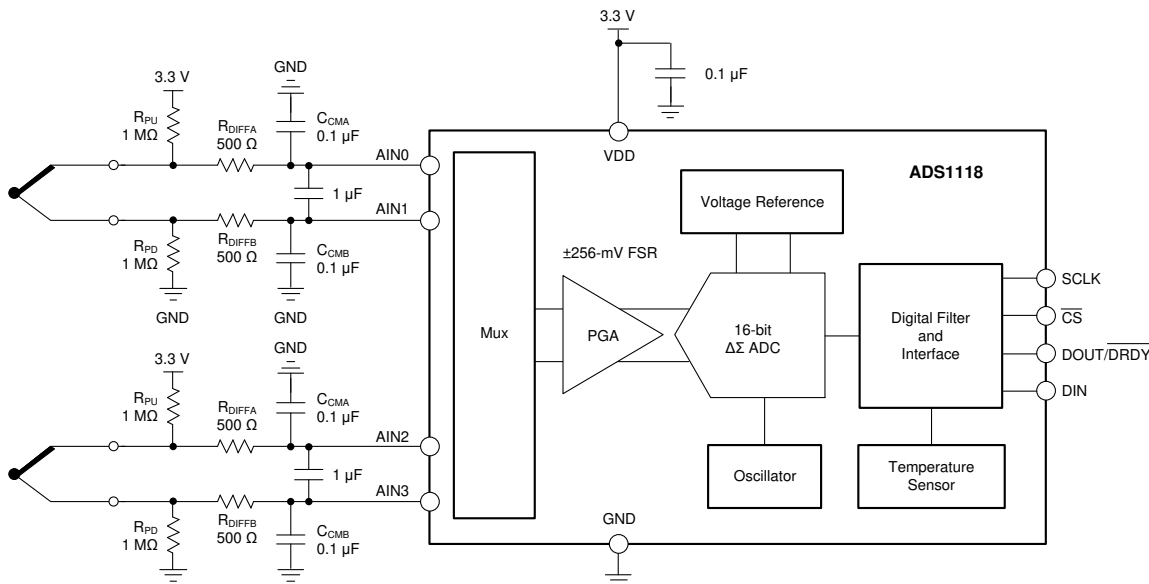 3.3 V
0.1 µF
GND
3.3 V
R_PU
1 MΩ
R_DIFFA
500 Ω
C_CMA
0.1 µF
AIN0
1 µF
AIN1
R_PD
1 MΩ
R_DIFFB
500 Ω
C_CMB
0.1 µF
GND
GND
VDD
ADS1118
Voltage Reference
±256-mV FSR
Mux
PGA
16-bit
ΔΣ ADC
Digital Filter
and
Interface
SCLK
C̅S̅
DOUT/D̅R̅D̅Y̅
DIN
Oscillator
Temperature
Sensor
GND
3.3 V
GND
R_PU
1 MΩ
R_DIFFA
500 Ω
C_CMA
0.1 µF
AIN2
1 µF
AIN3
R_PD
1 MΩ
R_DIFFB
500 Ω
C_CMB
0.1 µF
GND